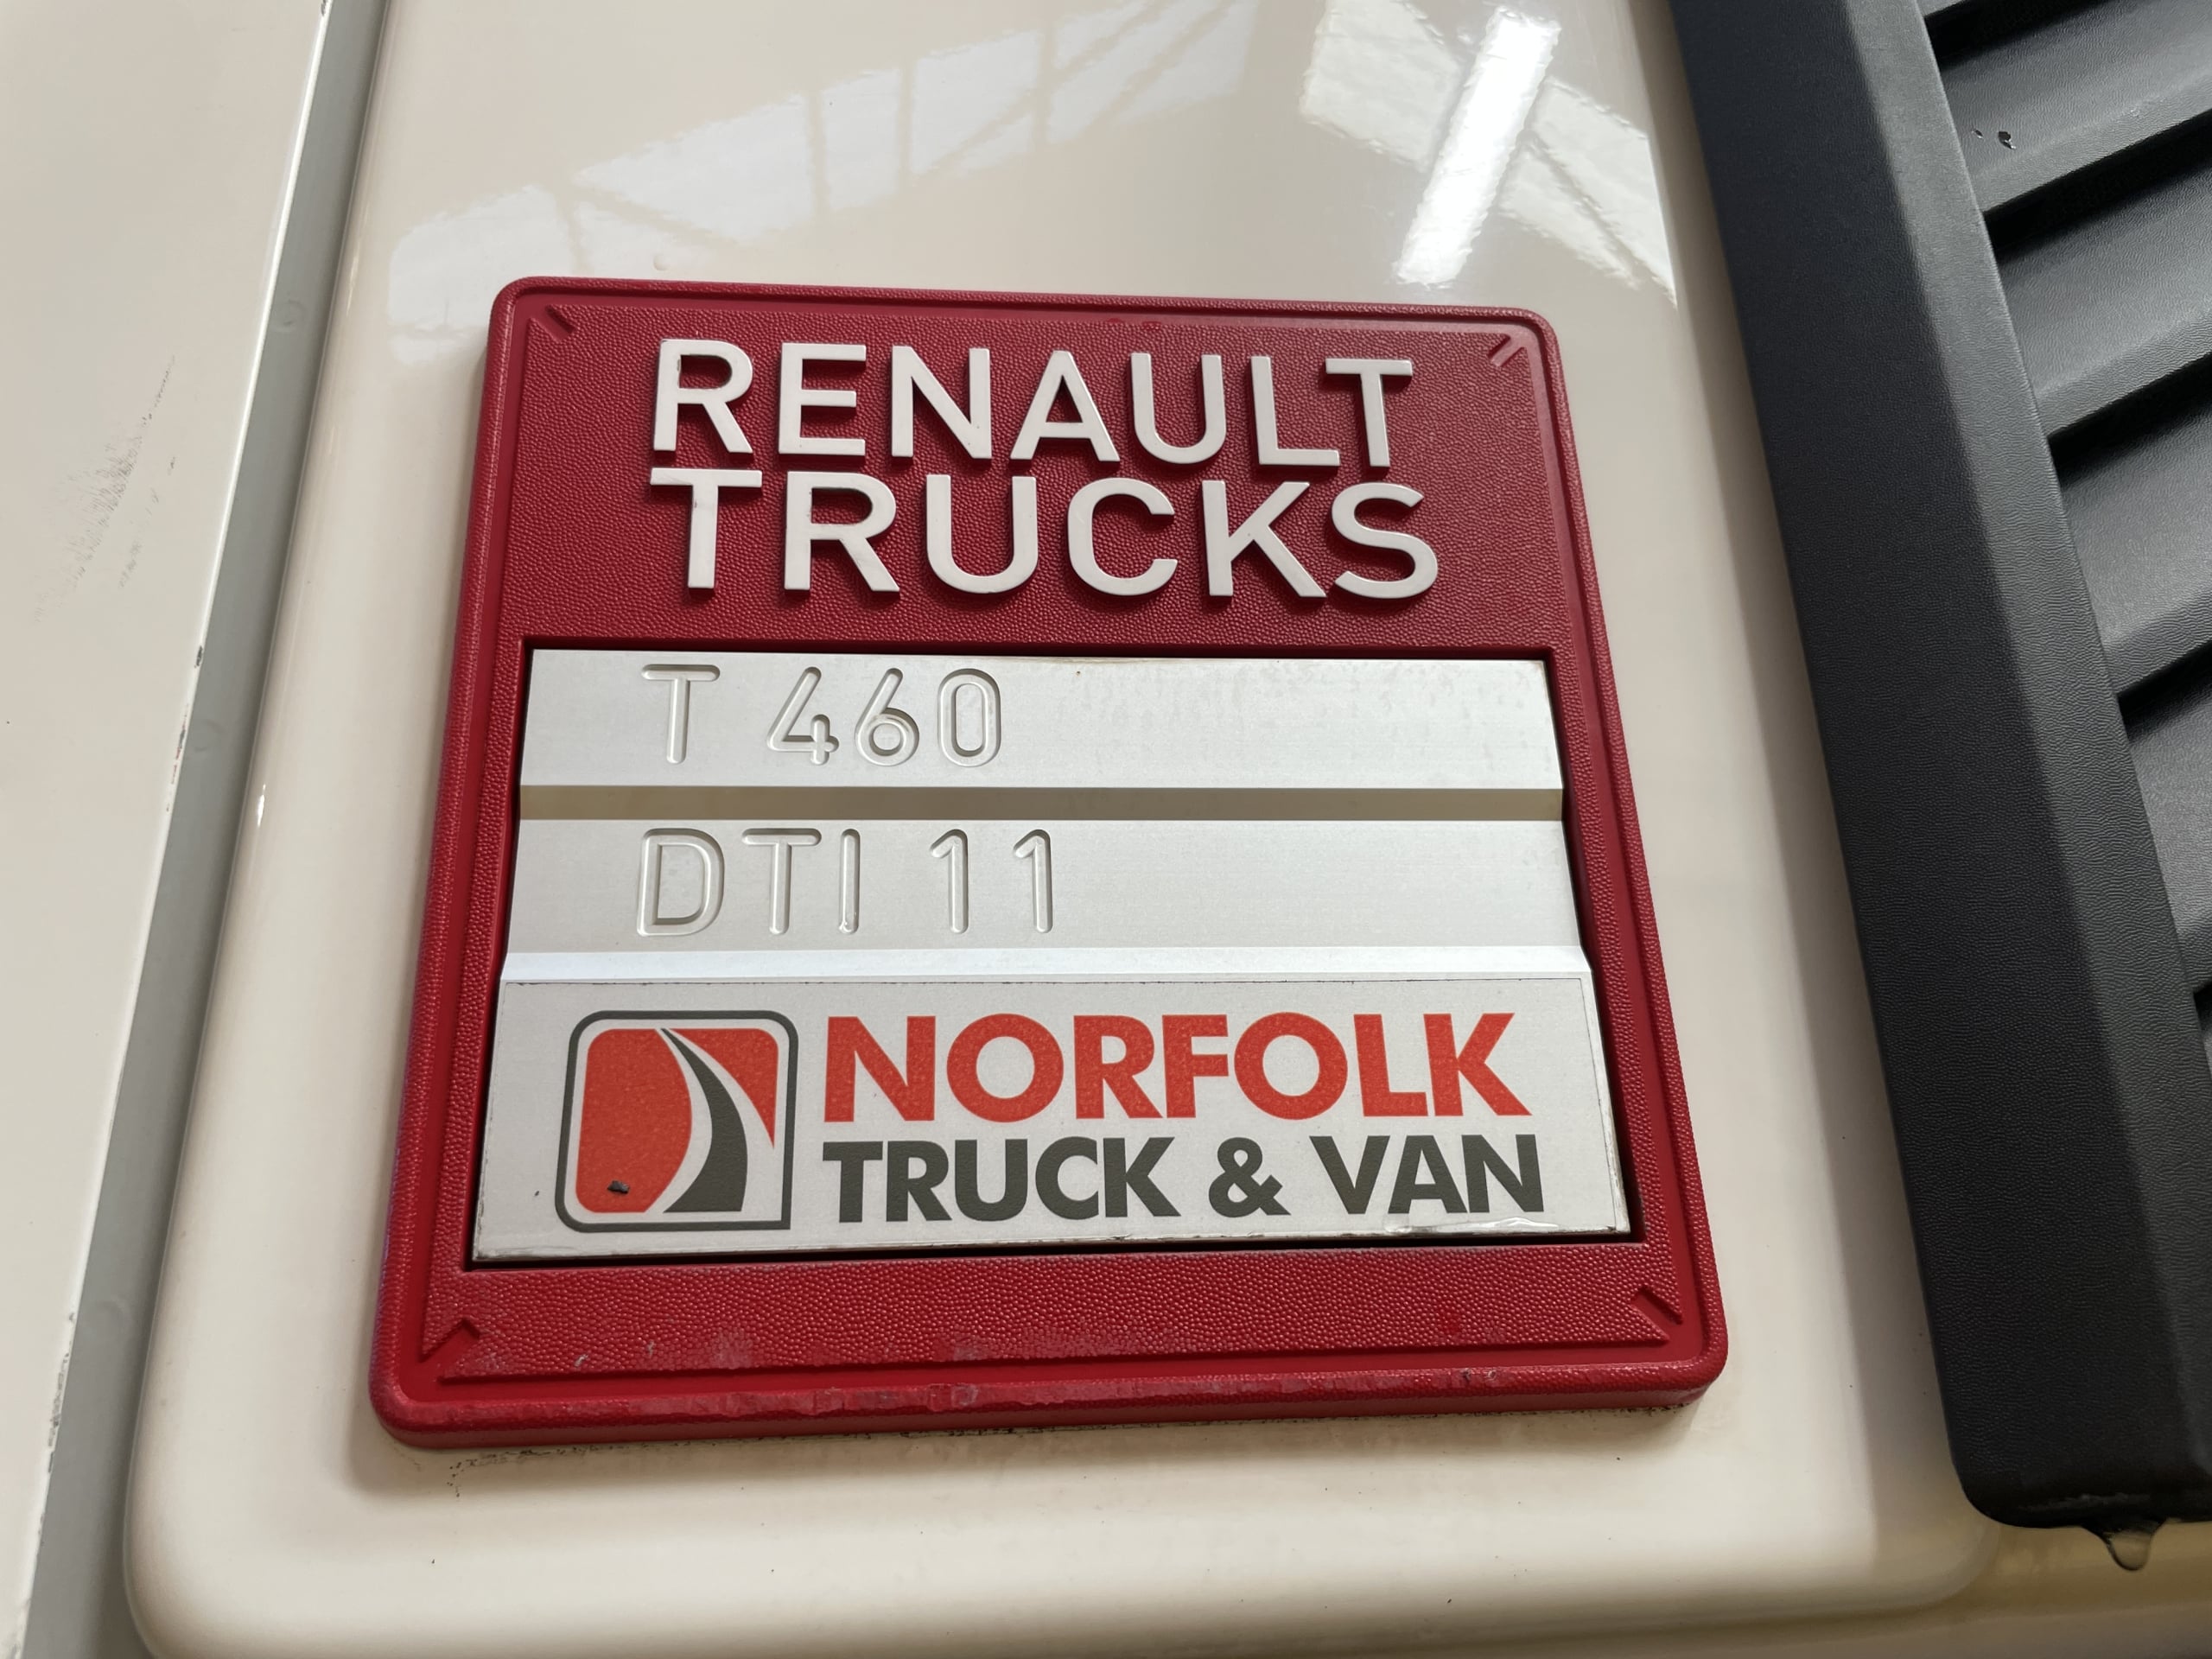 RENAULT
TRUCKS
T 460
DTI 11
NORFOLK
TRUCK & VAN